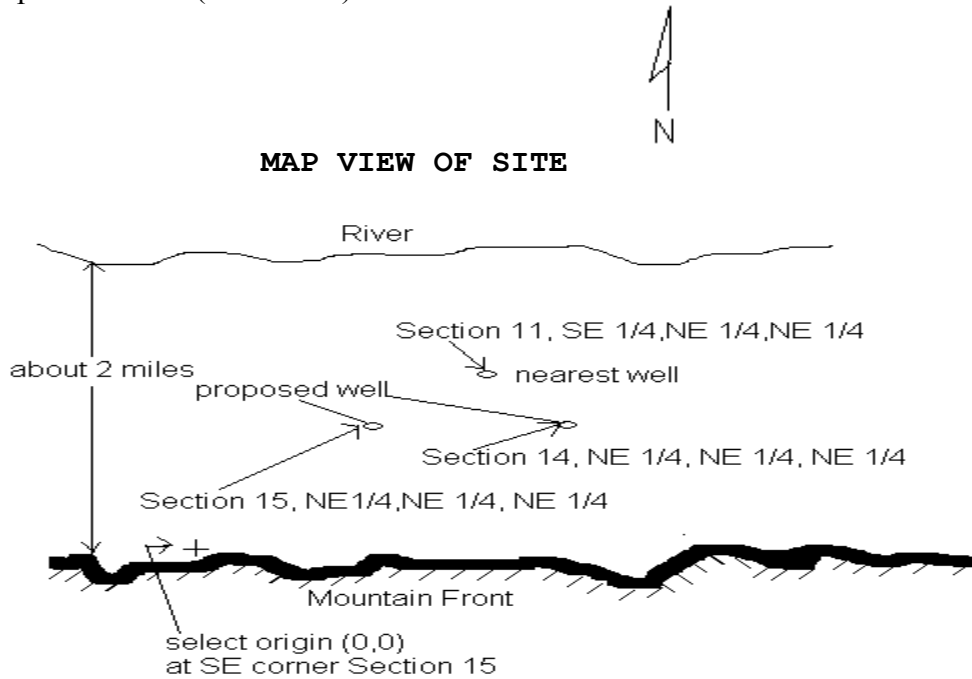 N
MAP VIEW OF SITE
River
Section 11, SE 1/4,NE 1/4,NE 1/4
about 2 miles
nearest well
proposed well
Section 14, NE 1/4, NE 1/4, NE 1/4
Section 15, NE1/4,NE 1/4, NE 1/4
Mountain Front
select origin (0,0)
at SE corner Section 15